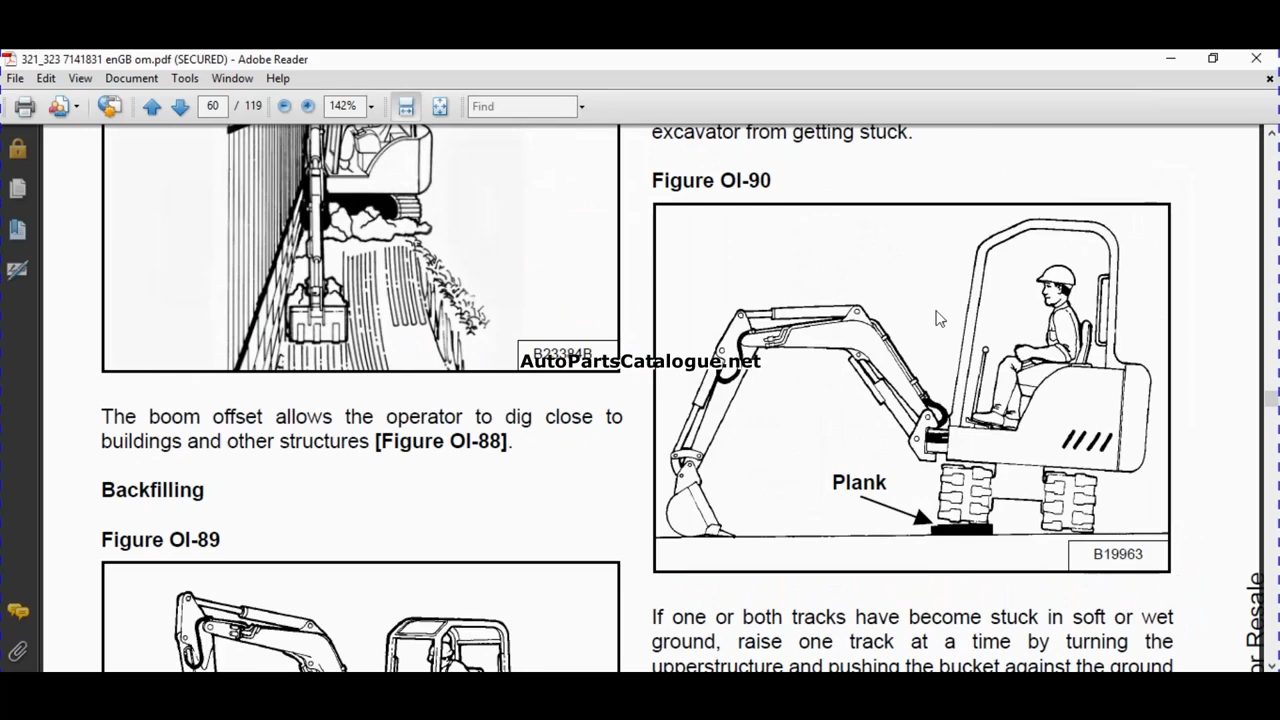 321_323 7141831 enGB om.pdf (SECURED) - Adobe Reader
File Edit View Document Tools Window Help
60 / 119 142% Find
B23384B
AutoPartsCatalogue.net
The boom offset allows the operator to dig close to
buildings and other structures [Figure OI-88].
Backfilling
Figure OI-89
excavator from getting stuck.
Figure OI-90
Plank
B19963
If one or both tracks have become stuck in soft or wet
ground, raise one track at a time by turning the
upperstructure and pushing the bucket against the ground
or Resale